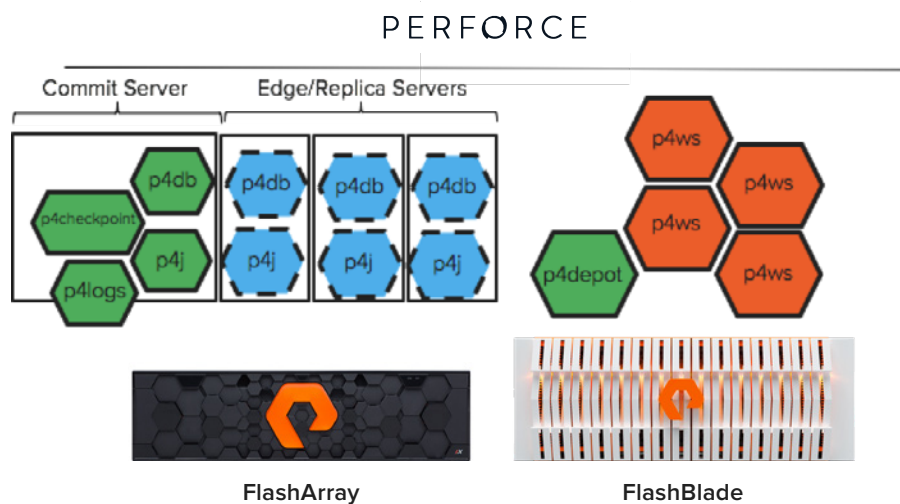 PERFORCE
Commit Server
Edge/Replica Servers
p4db
p4checkpoint
p4j
p4logs
p4db
p4j
p4db
p4j
p4db
p4j
p4ws
p4ws
p4ws
p4ws
p4depot
FlashArray
FlashBlade